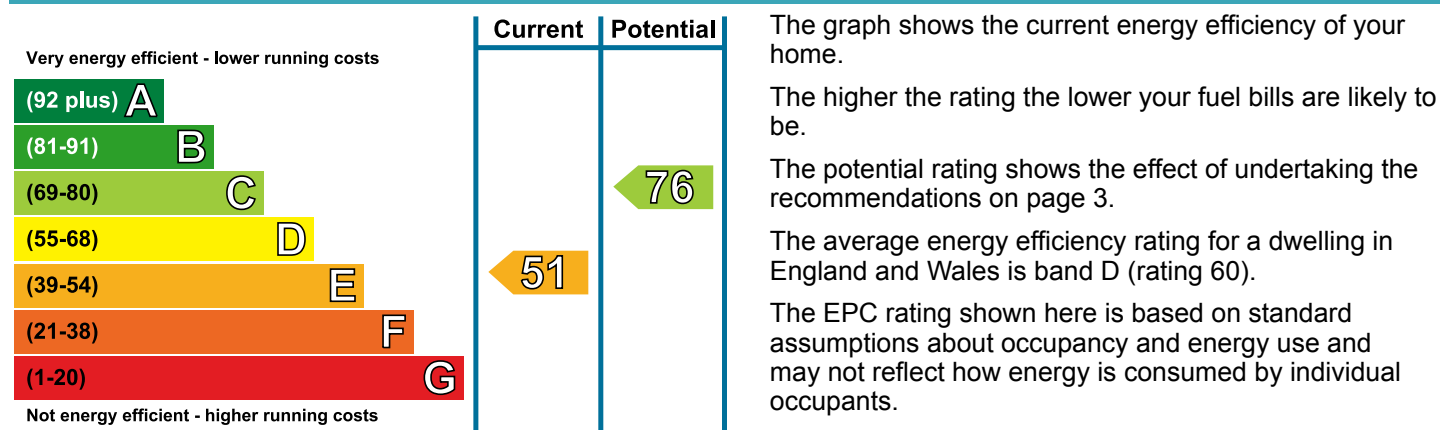 Current Potential
Very energy efficient - lower running costs
(92 plus) A
(81-91) B
(69-80) C
76
(55-68) D
51
(39-54) E
(21-38) F
(1-20) G
Not energy efficient - higher running costs
The graph shows the current energy efficiency of your
home.
The higher the rating the lower your fuel bills are likely to
be.
The potential rating shows the effect of undertaking the
recommendations on page 3.
The average energy efficiency rating for a dwelling in
England and Wales is band D (rating 60).
The EPC rating shown here is based on standard
assumptions about occupancy and energy use and
may not reflect how energy is consumed by individual
occupants.